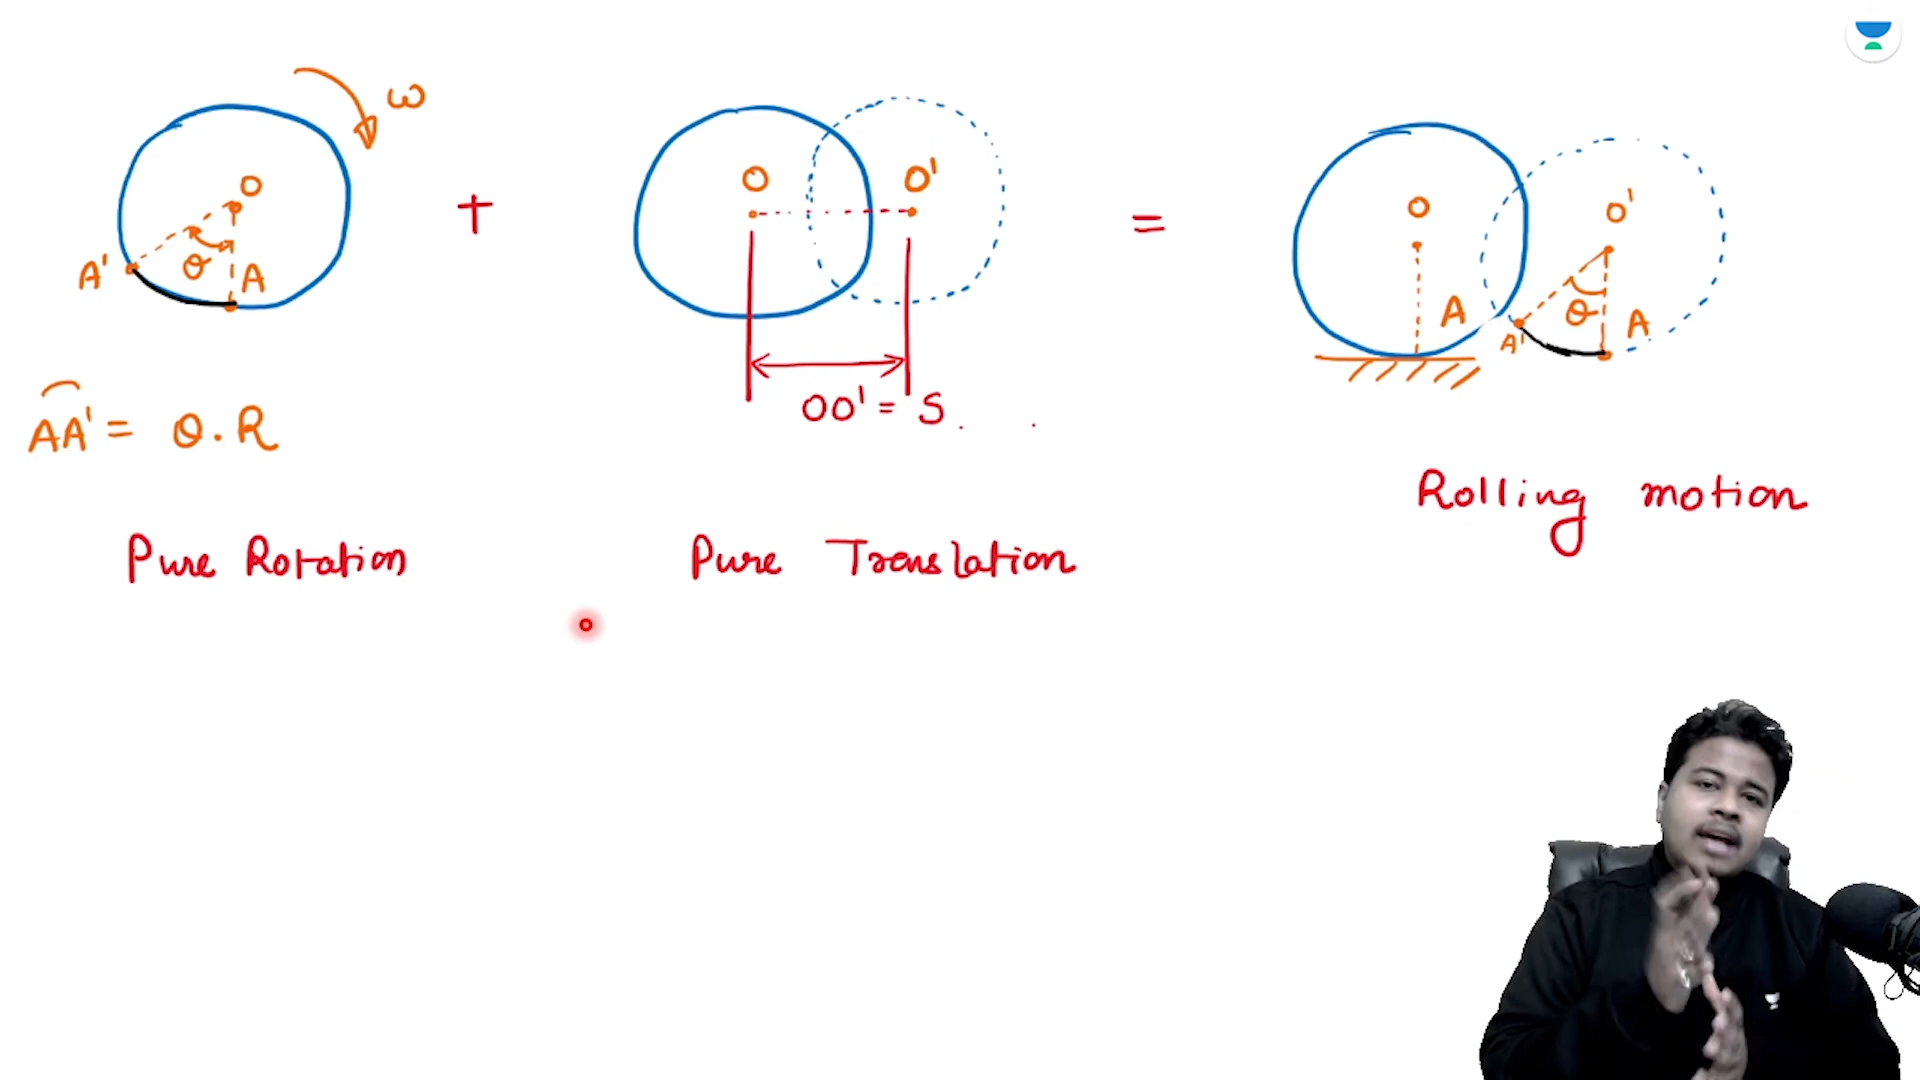 ω
O
A'
θ
A
+
O
O'
=
O
O'
A
A'
θ
A
OO' = S
AA' = θ.R
Rolling motion
Pure Rotation
Pure Translation